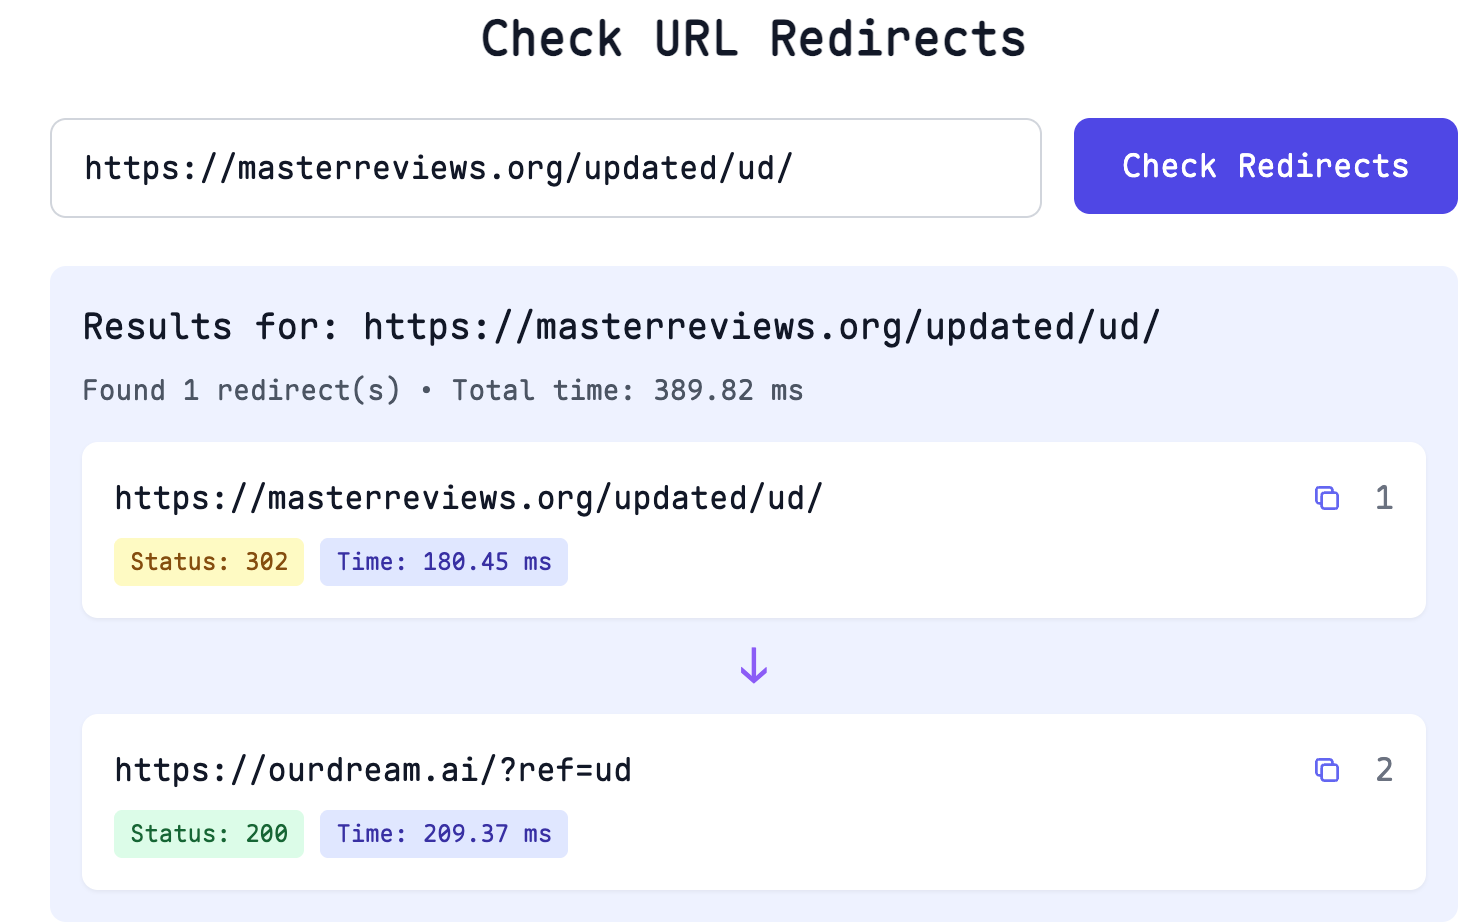 Check URL Redirects
https://masterreviews.org/updated/ud/
Check Redirects
Results for: https://masterreviews.org/updated/ud/
Found 1 redirect(s) • Total time: 389.82 ms
https://masterreviews.org/updated/ud/ 1
Status: 302 Time: 180.45 ms
↓
https://ourdream.ai/?ref=ud 2
Status: 200 Time: 209.37 ms